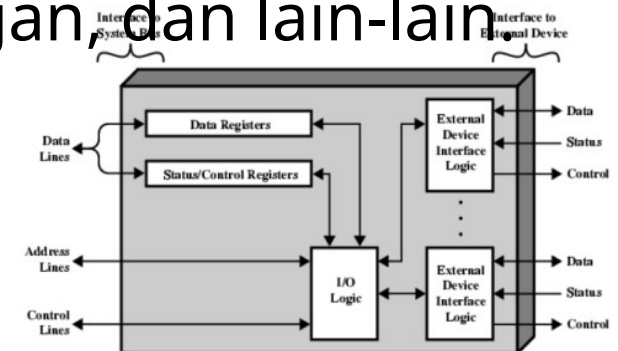 gan, dan lain-lain.
Interface to
System Bus
Interface to
External Device
Data Registers
Status/Control Registers
Data
Lines
Address
Lines
Control
Lines
I/O
Logic
External
Device
Interface
Logic
Data
Status
Control
External
Device
Interface
Logic
Data
Status
Control